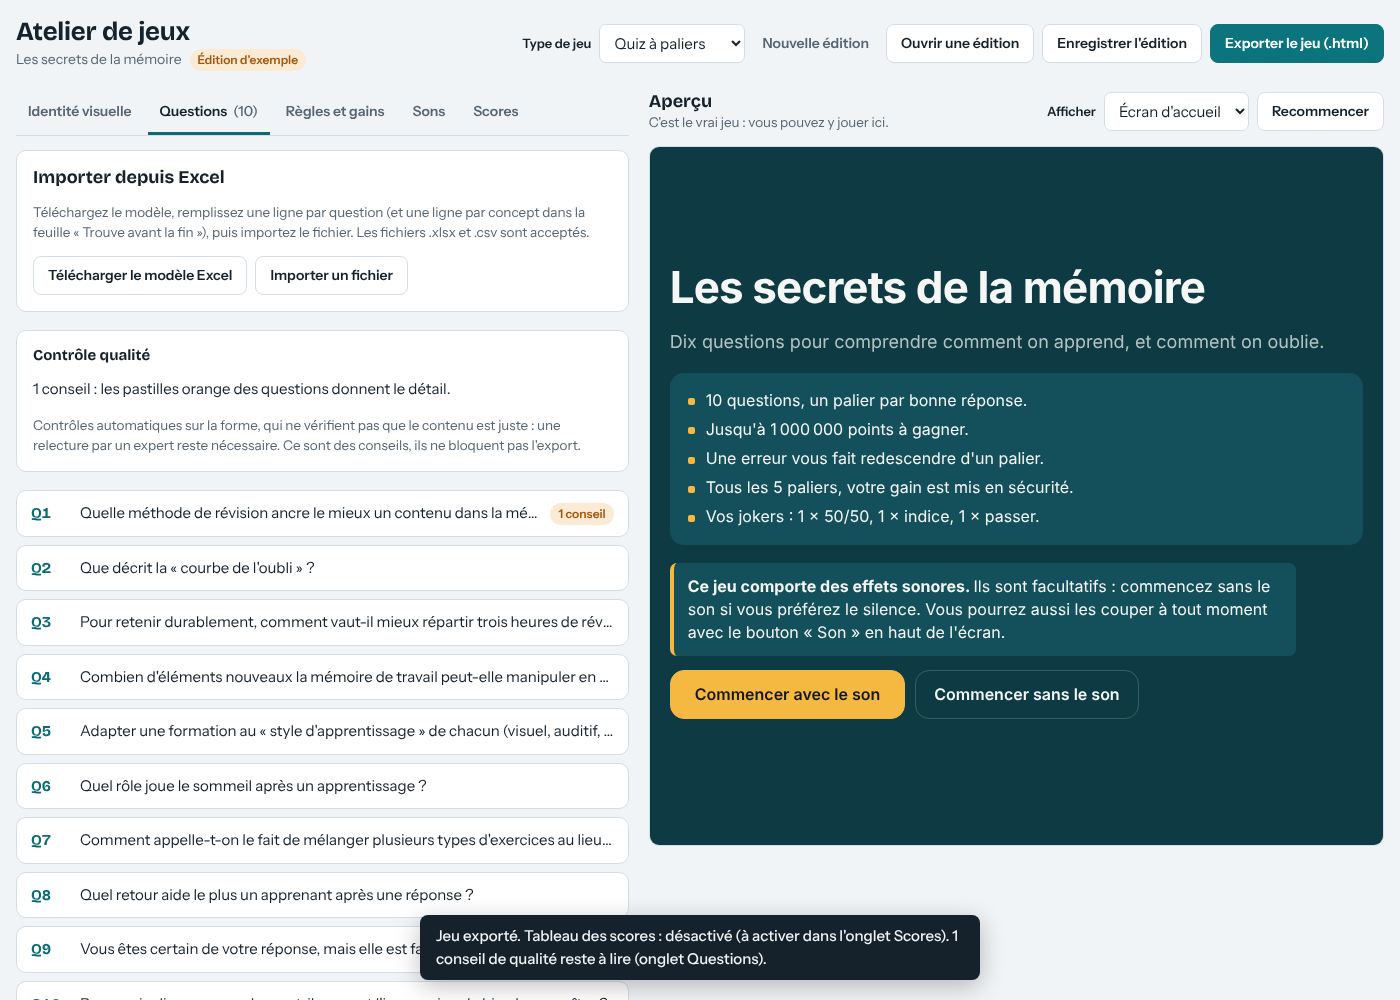 Atelier de jeux
Les secrets de la mémoire Édition d'exemple
Type de jeu Quiz à paliers Nouvelle édition Ouvrir une édition Enregistrer l'édition Exporter le jeu (.html)
Identité visuelle Questions (10) Règles et gains Sons Scores
Importer depuis Excel
Téléchargez le modèle, remplissez une ligne par question (et une ligne par concept dans la
feuille « Trouve avant la fin »), puis importez le fichier. Les fichiers .xlsx et .csv sont acceptés.
Télécharger le modèle Excel Importer un fichier
Contrôle qualité
1 conseil : les pastilles orange des questions donnent le détail.
Contrôles automatiques sur la forme, qui ne vérifient pas que le contenu est juste : une
relecture par un expert reste nécessaire. Ce sont des conseils, ils ne bloquent pas l'export.
Q1 Quelle méthode de révision ancre le mieux un contenu dans la mé... 1 conseil
Q2 Que décrit la « courbe de l'oubli » ?
Q3 Pour retenir durablement, comment vaut-il mieux répartir trois heures de rév...
Q4 Combien d'éléments nouveaux la mémoire de travail peut-elle manipuler en ...
Q5 Adapter une formation au « style d'apprentissage » de chacun (visuel, auditif, ...
Q6 Quel rôle joue le sommeil après un apprentissage ?
Q7 Comment appelle-t-on le fait de mélanger plusieurs types d'exercices au lieu...
Q8 Quel retour aide le plus un apprenant après une réponse ?
Q9 Vous êtes certain de votre réponse, mais elle est
Aperçu
C'est le vrai jeu : vous pouvez y jouer ici.
Afficher Écran d'accueil Recommencer
Les secrets de la mémoire
Dix questions pour comprendre comment on apprend, et comment on oublie.
10 questions, un palier par bonne réponse.
Jusqu'à 1 000 000 points à gagner.
Une erreur vous fait redescendre d'un palier.
Tous les 5 paliers, votre gain est mis en sécurité.
Vos jokers : 1 × 50/50, 1 × indice, 1 × passer.
Ce jeu comporte des effets sonores. Ils sont facultatifs : commencez sans le
son si vous préférez le silence. Vous pourrez aussi les couper à tout moment
avec le bouton « Son » en haut de l'écran.
Commencer avec le son Commencer sans le son
Jeu exporté. Tableau des scores : désactivé (à activer dans l'onglet Scores). 1
conseil de qualité reste à lire (onglet Questions).